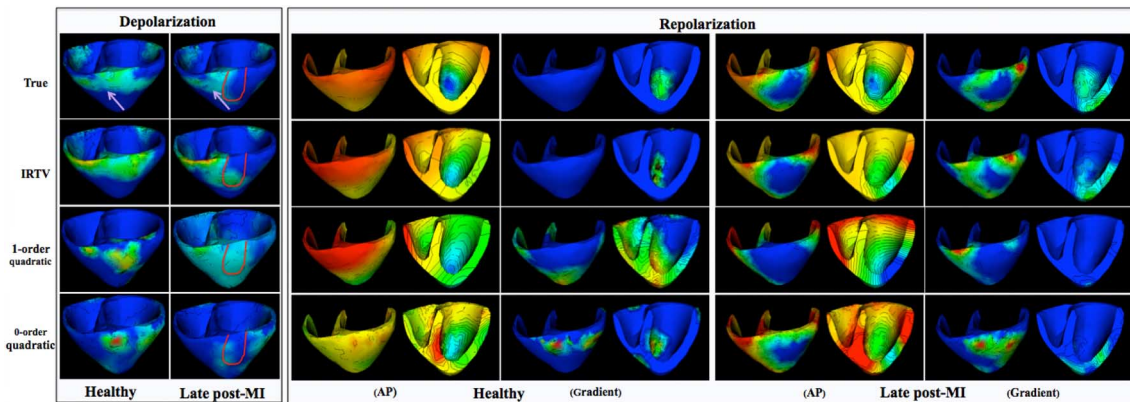 Depolarization
Repolarization
True
IRTV
1-order
quadratic
0-order
quadratic
Healthy Late post-MI
(AP) Healthy (Gradient)
(AP) Late post-MI (Gradient)